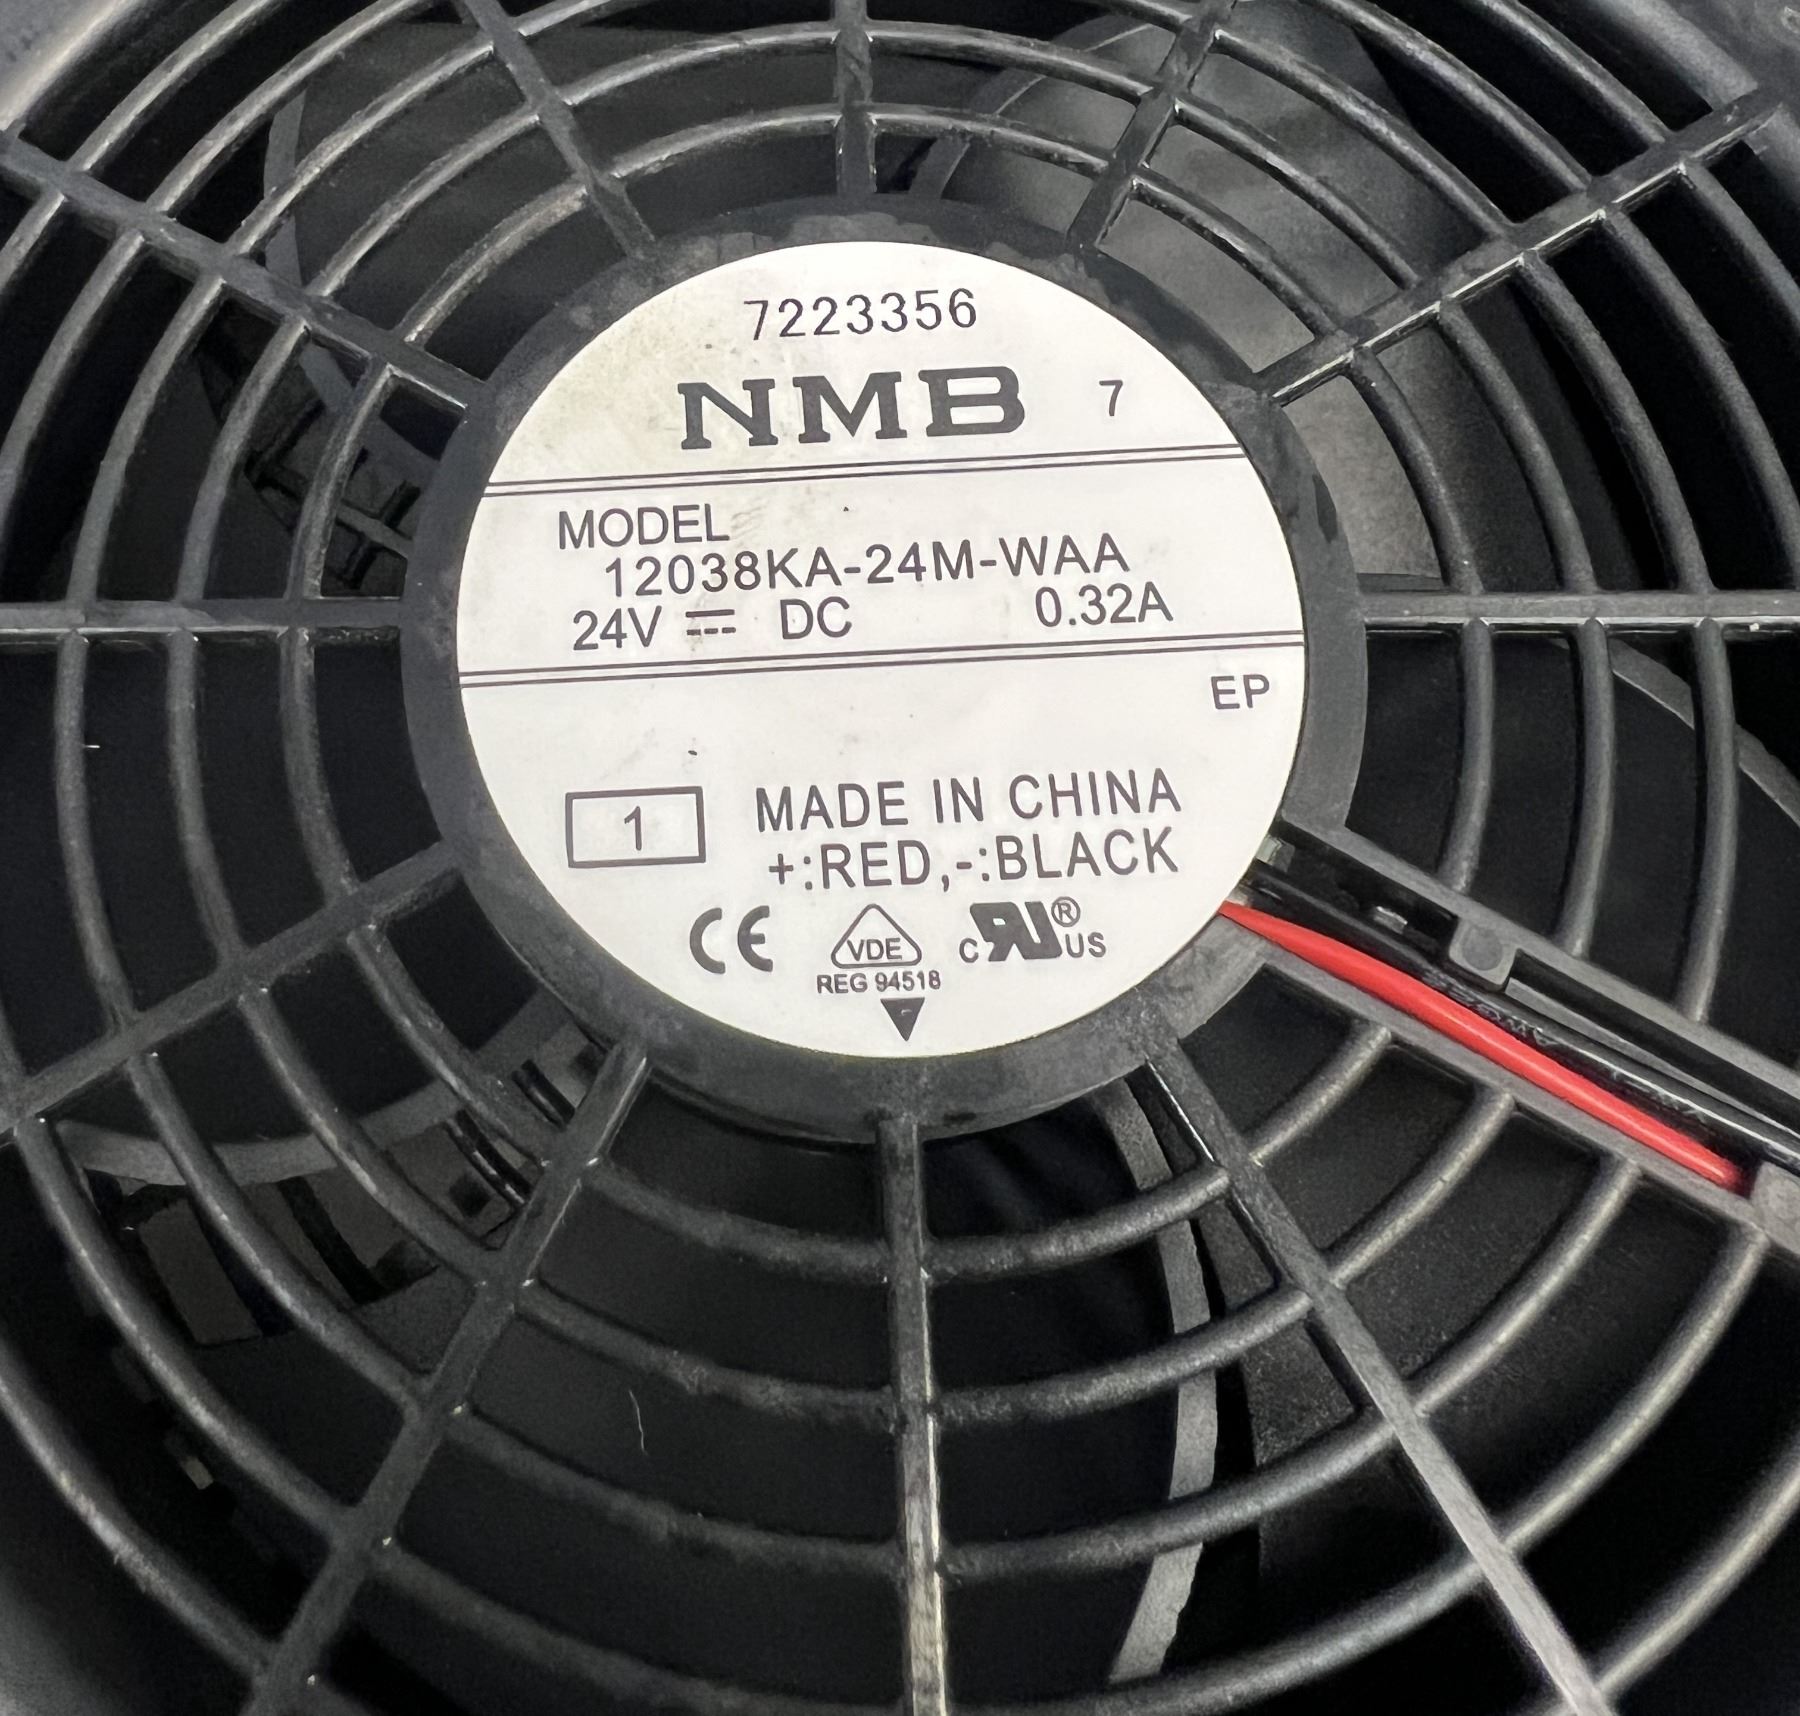 7223356
NMB 7
MODEL
12038KA-24M-WAA
24V ⎓ DC 0.32A
EP
1
MADE IN CHINA
+:RED,-:BLACK
CE VDE c RU® US
REG 94518